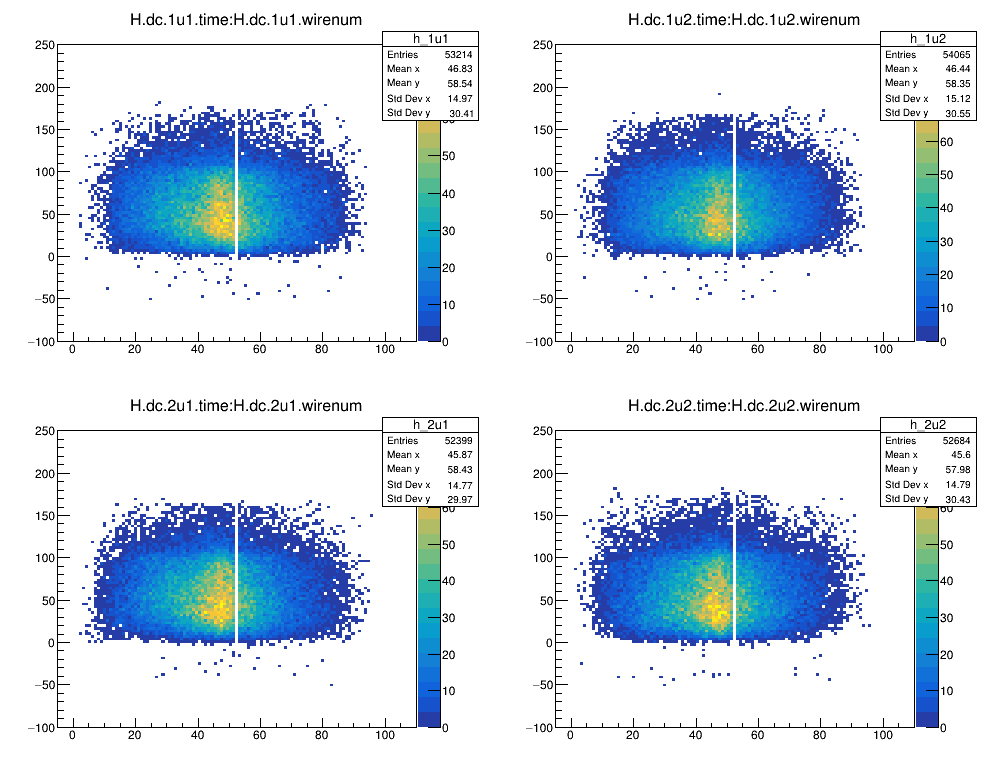 H.dc.1u1.time:H.dc.1u1.wirenum
h_1u1
Entries 53214
Mean x 46.83
Mean y 58.54
Std Dev x 14.97
Std Dev y 30.41
250
200
150
100
50
0
−50
−100
0 20 40 60 80 100
50
40
30
20
10
0
H.dc.1u2.time:H.dc.1u2.wirenum
h_1u2
Entries 54065
Mean x 46.44
Mean y 58.35
Std Dev x 15.12
Std Dev y 30.55
250
200
150
100
50
0
−50
−100
0 20 40 60 80 100
60
50
40
30
20
10
0
H.dc.2u1.time:H.dc.2u1.wirenum
h_2u1
Entries 52399
Mean x 45.87
Mean y 58.43
Std Dev x 14.77
Std Dev y 29.97
250
200
150
100
50
0
−50
−100
0 20 40 60 80 100
60
50
40
30
20
10
0
H.dc.2u2.time:H.dc.2u2.wirenum
h_2u2
Entries 52684
Mean x 45.6
Mean y 57.98
Std Dev x 14.79
Std Dev y 30.43
250
200
150
100
50
0
−50
−100
0 20 40 60 80 100
60
50
40
30
20
10
0